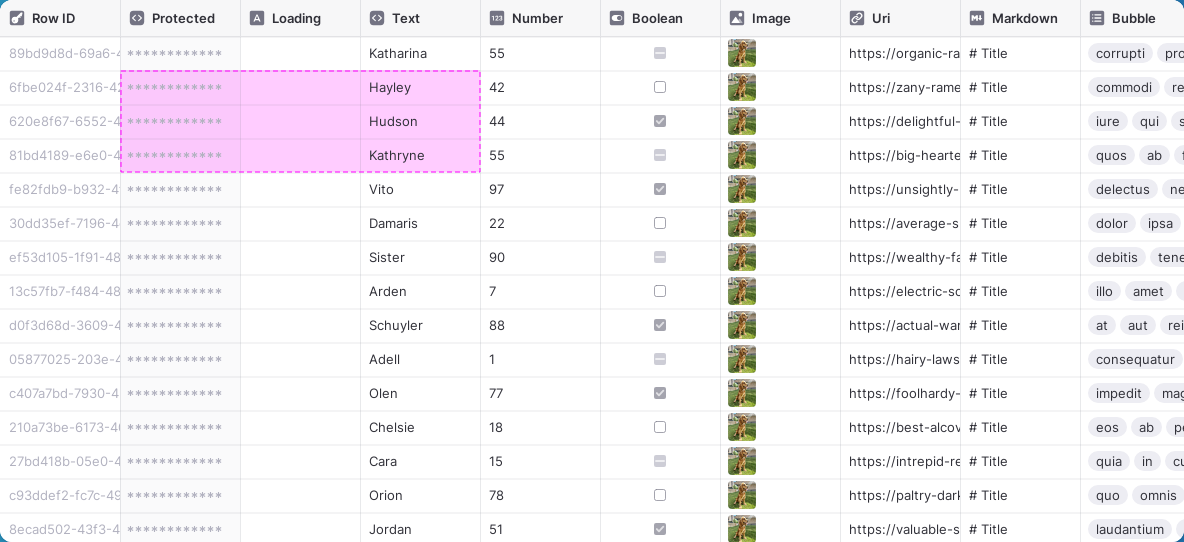 Row ID Protected Loading Text Number Boolean Image Uri Markdown Bubble
89bd9d8d-69a6-4 ************ Katharina 55 https://organic-ra # Title corrupti pro
6fbe024f-2316-42 ************ Hayley 42 https://zany-rame # Title commodi re
620e8f67-6552-4 ************ Hudson 44 https://delightful- # Title iure qui s
81bd4189-e6e0-4 ************ Kathryne 55 https://big-hearte # Title quos ab f
fe82fdb9-b932-4 ************ Vito 97 https://unsightly- # Title delectus ne
30dd35ef-7196-4 ************ Damaris 22 https://average-s # Title dolor ipsa
ef53d105-1f91-48 ************ Sister 90 https://wealthy-fa # Title debitis tene
13c57fb7-f484-48 ************ Arden 7 https://electric-so # Title illo amet
d0f3d68d-3609-4 ************ Schuyler 88 https://actual-war # Title at aut rei
05877025-203e-4 ************ Adell 1 https://hairy-laws # Title consequatur
c407a7bd-7930-4 ************ Olen 77 https://foolhardy- # Title impedit mag
210a73be-6173-40 ************ Chelsie 18 https://best-alcov # Title eos ab pe
27bd418b-05e0-4 ************ Cara 15 https://intrepid-re # Title quia in cu
c93ddef2-fc7c-49 ************ Orion 78 https://paltry-dark # Title quo omnis
8ecad502-43f3-4 ************ Jordan 51 https://valuable-s # Title laudantium